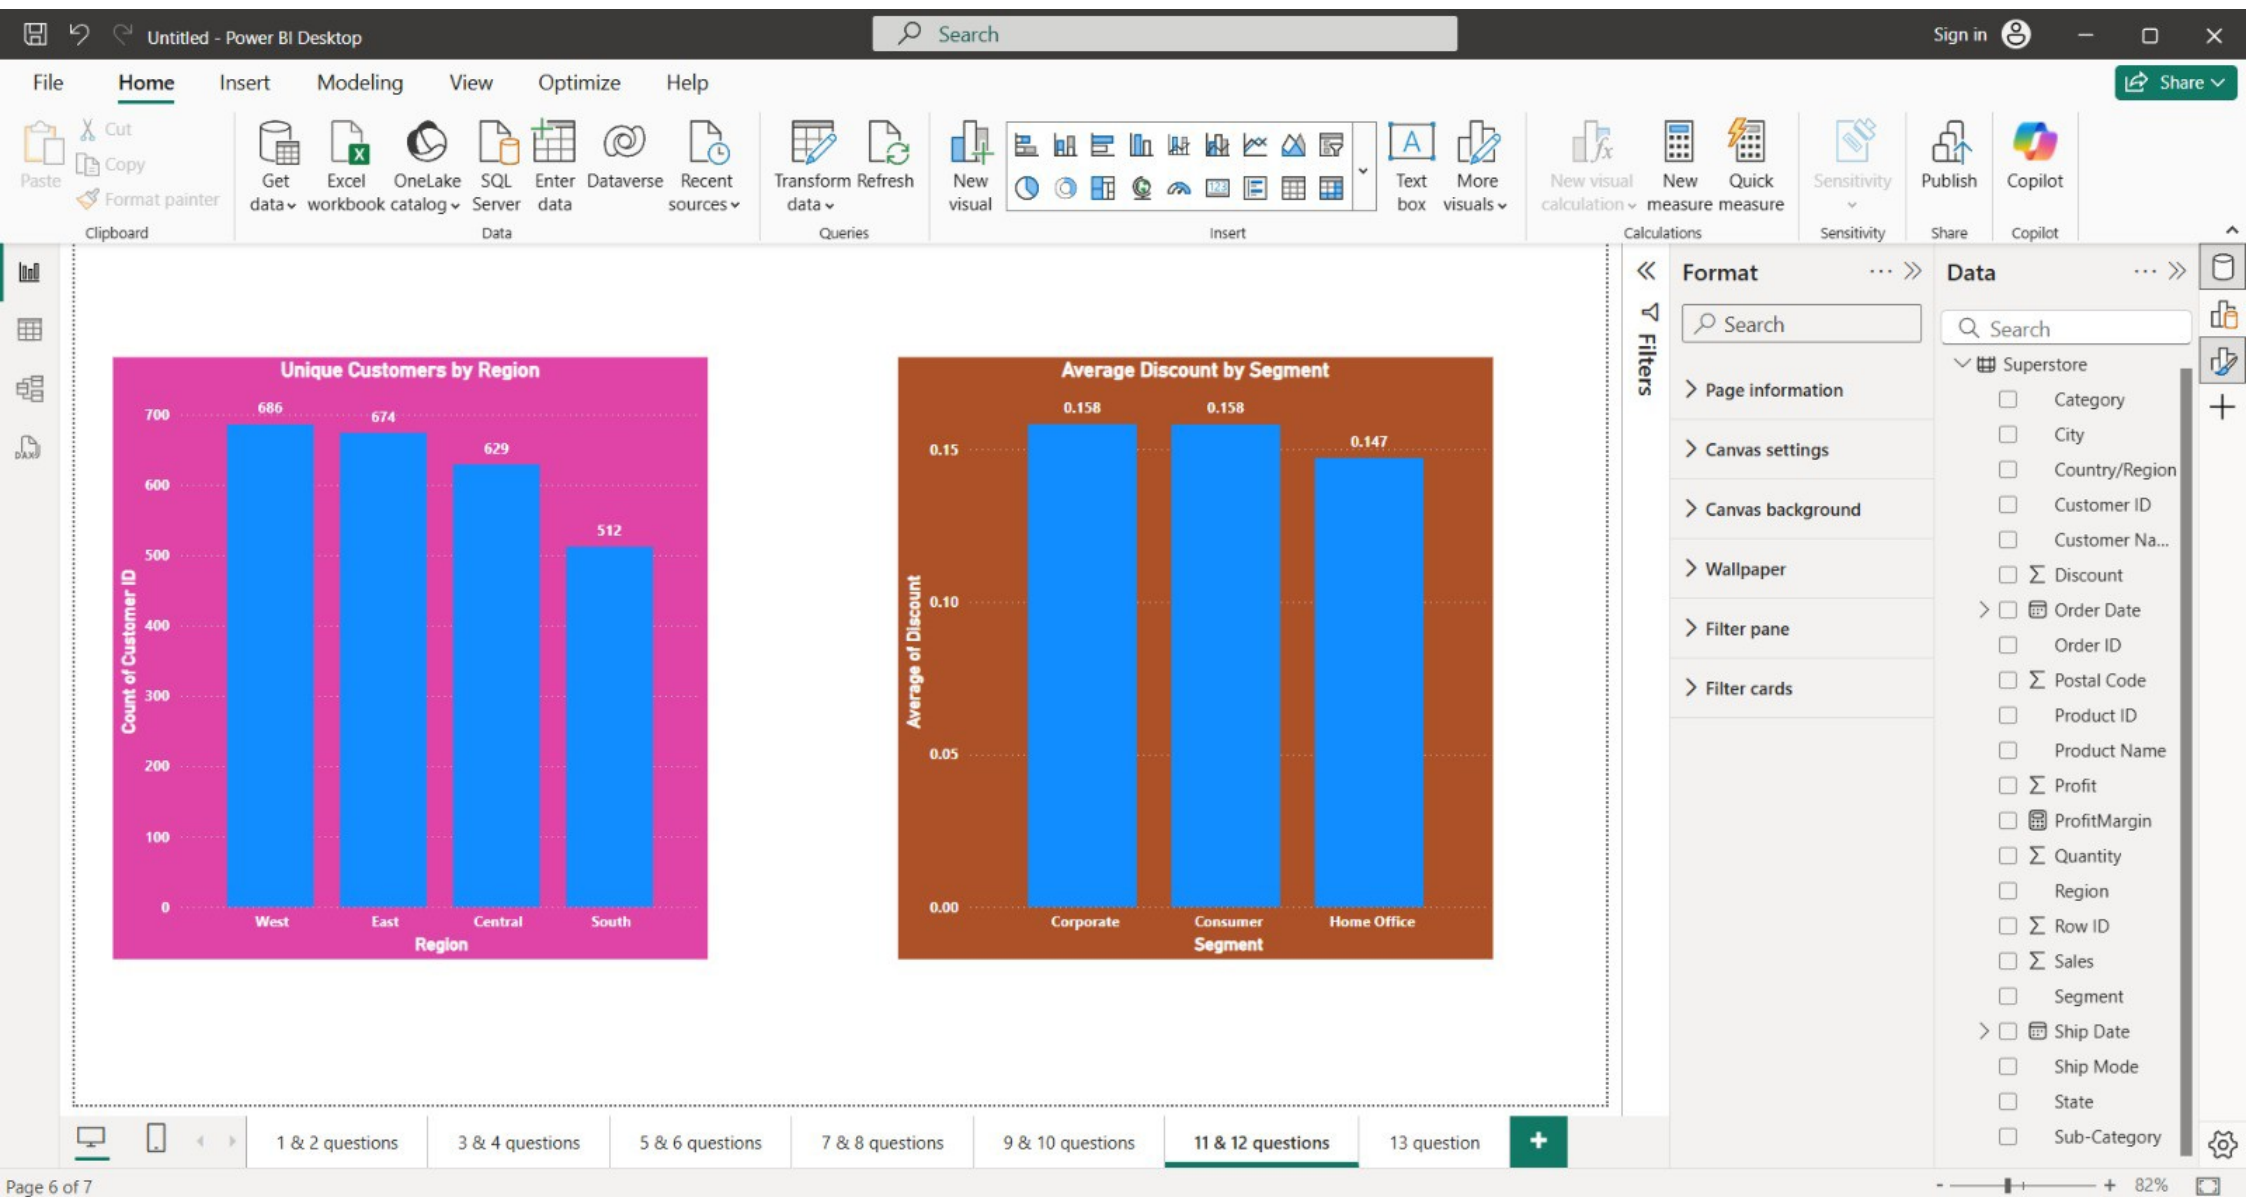 Untitled - Power BI Desktop
Search
Sign in
File Home Insert Modeling View Optimize Help
Share
Paste
Cut
Copy
Format painter
Clipboard
Get data
Excel workbook
OneLake catalog
SQL Server
Enter data
Dataverse
Recent sources
Data
Transform data
Refresh
Queries
New visual
123
A
Text box
More visuals
Insert
New visual calculation
New measure
Quick measure
Calculations
Sensitivity
Sensitivity
Publish
Share
Copilot
Copilot
DAX
Unique Customers by Region
Count of Customer ID
700
600
500
400
300
200
100
0
686
674
629
512
West East Central South
Region
Average Discount by Segment
Average of Discount
0.15
0.10
0.05
0.00
0.158
0.158
0.147
Corporate Consumer Home Office
Segment
Filters
Format
Search
Page information
Canvas settings
Canvas background
Wallpaper
Filter pane
Filter cards
Data
Search
Superstore
Category
City
Country/Region
Customer ID
Customer Na...
Σ Discount
Order Date
Order ID
Σ Postal Code
Product ID
Product Name
Σ Profit
ProfitMargin
Σ Quantity
Region
Σ Row ID
Σ Sales
Segment
Ship Date
Ship Mode
State
Sub-Category
1 & 2 questions 3 & 4 questions 5 & 6 questions 7 & 8 questions 9 & 10 questions 11 & 12 questions 13 question +
Page 6 of 7
- + 82%